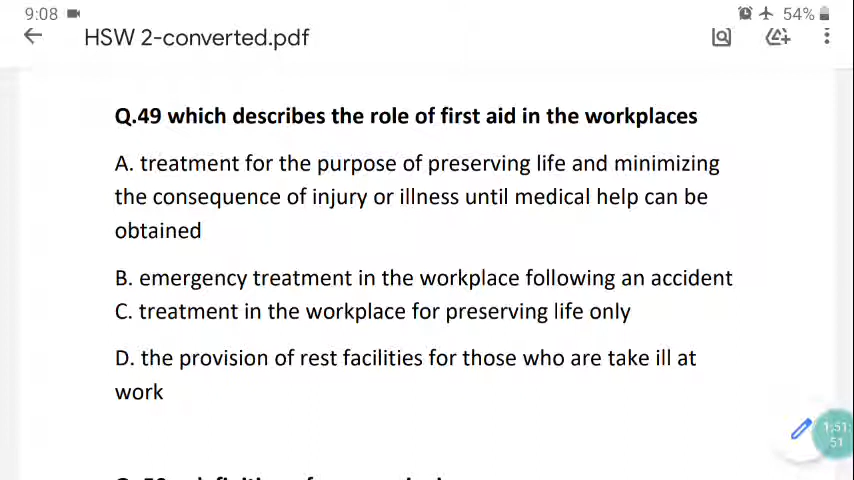 9:08
54%
HSW 2-converted.pdf
Q.49 which describes the role of first aid in the workplaces
A. treatment for the purpose of preserving life and minimizing
the consequence of injury or illness until medical help can be
obtained
B. emergency treatment in the workplace following an accident
C. treatment in the workplace for preserving life only
D. the provision of rest facilities for those who are take ill at
work
1:51:
51